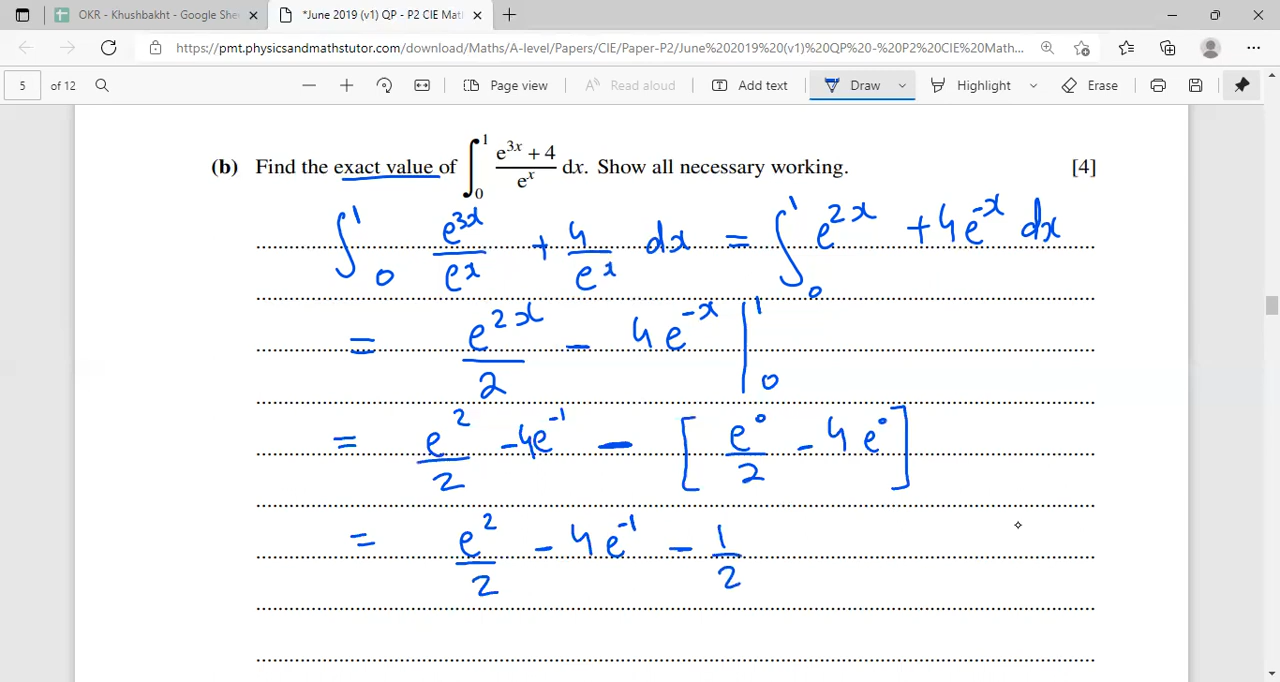 OKR - Khushbakht - Google Shee
*June 2019 (v1) QP - P2 CIE Mat
https://pmt.physicsandmathstutor.com/download/Maths/A-level/Papers/CIE/Paper-P2/June%202019%20(v1)%20QP%20-%20P2%20CIE%20Math...
5 of 12 Page view Read aloud Add text Draw Highlight Erase
(b) Find the exact value of ∫₀¹ (e^{3x} + 4)/e^x dx. Show all necessary working. [4]
∫₀¹ e^{3x}/e^x + 4/e^x dx = ∫₀¹ e^{2x} + 4e^{-x} dx
= e^{2x}/2 - 4e^{-x} |₀¹
= e²/2 - 4e^{-1} - [e⁰/2 - 4e⁰]
= e²/2 - 4e^{-1} - 1/2